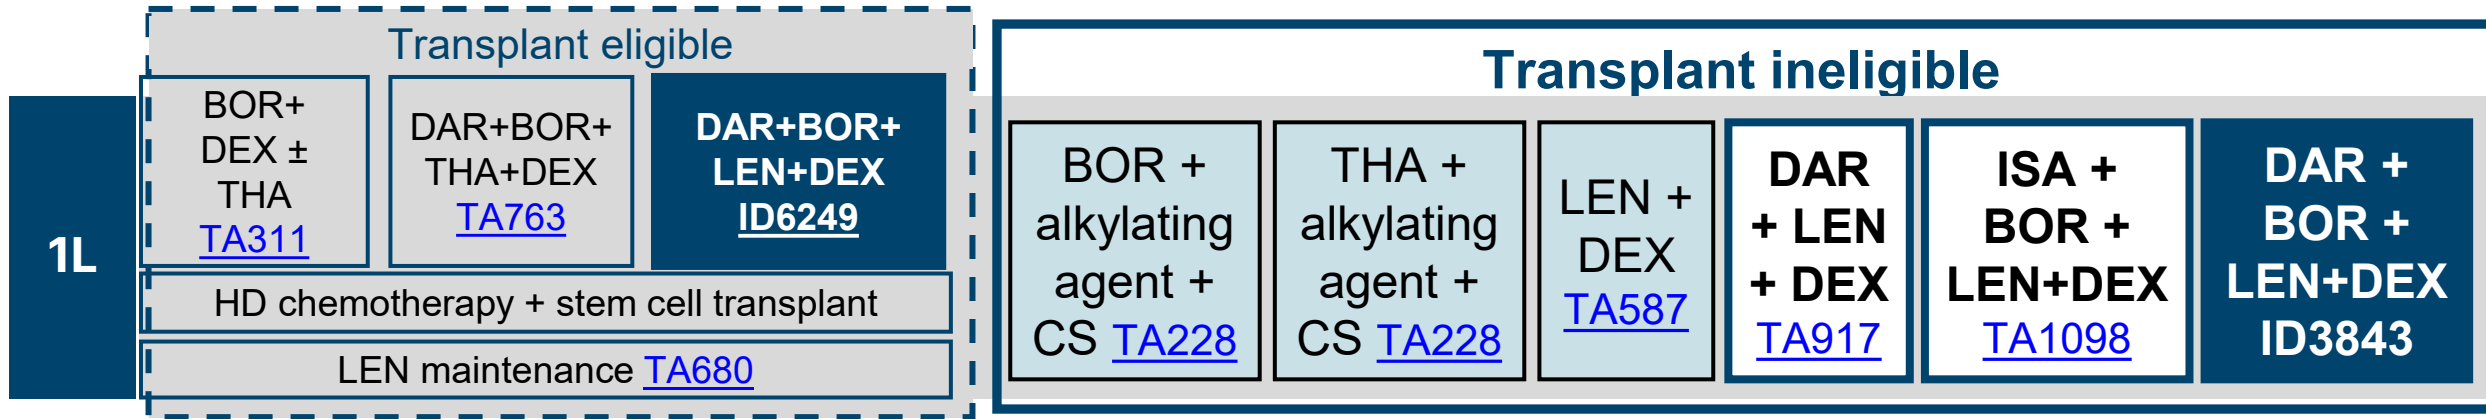 1L
Transplant eligible
BOR+
DEX ±
THA
TA311
DAR+BOR+
THA+DEX
TA763
DAR+BOR+
LEN+DEX
ID6249
HD chemotherapy + stem cell transplant
LEN maintenance TA680
Transplant ineligible
BOR +
alkylating
agent +
CS TA228
THA +
alkylating
agent +
CS TA228
LEN +
DEX
TA587
DAR
+ LEN
+ DEX
TA917
ISA +
BOR +
LEN+DEX
TA1098
DAR +
BOR +
LEN+DEX
ID3843